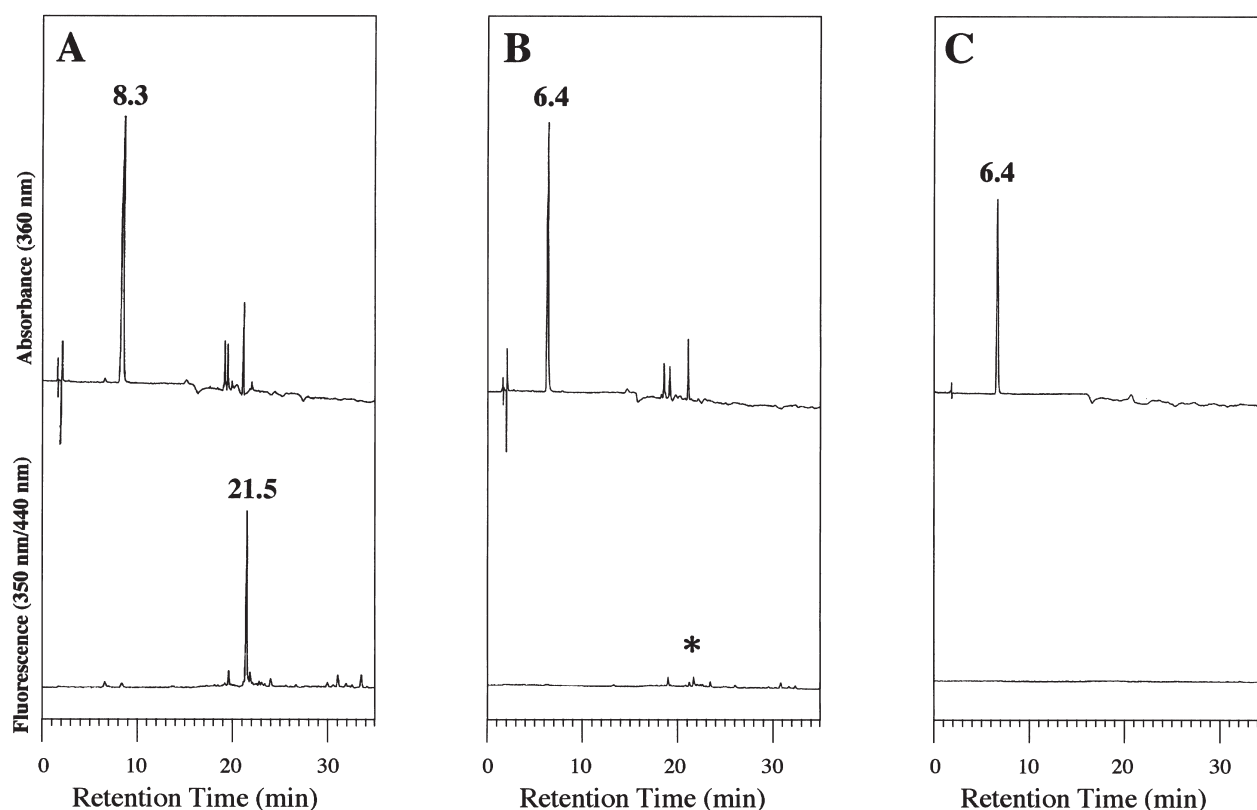 A
8.3
Absorbance (360 nm)
21.5
Fluorescence (350 nm/440 nm)
0 10 20 30
Retention Time (min)
B
6.4
*
0 10 20 30
Retention Time (min)
C
6.4
0 10 20 30
Retention Time (min)